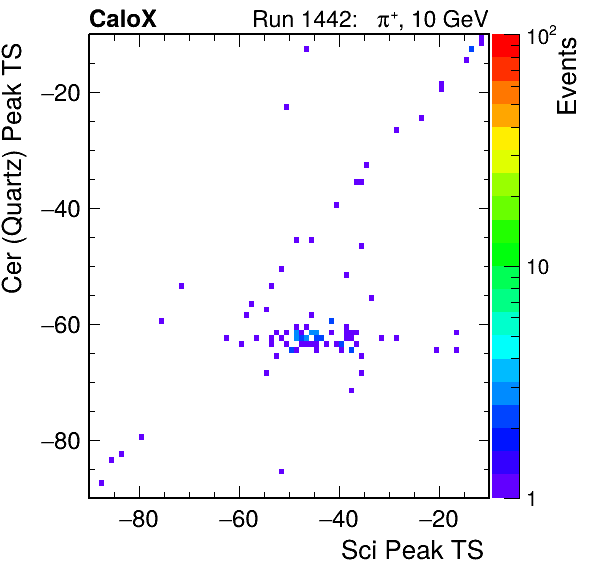 CaloX Run 1442: π⁺, 10 GeV
Cer (Quartz) Peak TS
−20
−40
−60
−80
−80 −60 −40 −20
Sci Peak TS
10²
10
1
Events